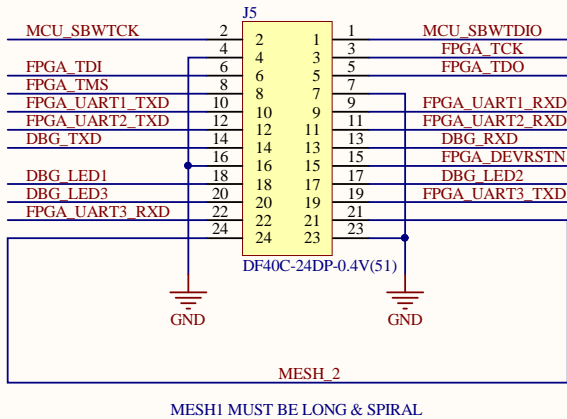 J5
MCU_SBWTCK 2 2 1 1 MCU_SBWTDIO
4 4 3 3 FPGA_TCK
FPGA_TDI 6 6 5 5 FPGA_TDO
FPGA_TMS 8 8 7 7
FPGA_UART1_TXD 10 10 9 9 FPGA_UART1_RXD
FPGA_UART2_TXD 12 12 11 11 FPGA_UART2_RXD
DBG_TXD 14 14 13 13 DBG_RXD
16 16 15 15 FPGA_DEVRSTN
DBG_LED1 18 18 17 17 DBG_LED2
DBG_LED3 20 20 19 19 FPGA_UART3_TXD
FPGA_UART3_RXD 22 22 21 21
24 24 23 23
DF40C-24DP-0.4V(51)
GND GND
MESH_2
MESH1 MUST BE LONG & SPIRAL